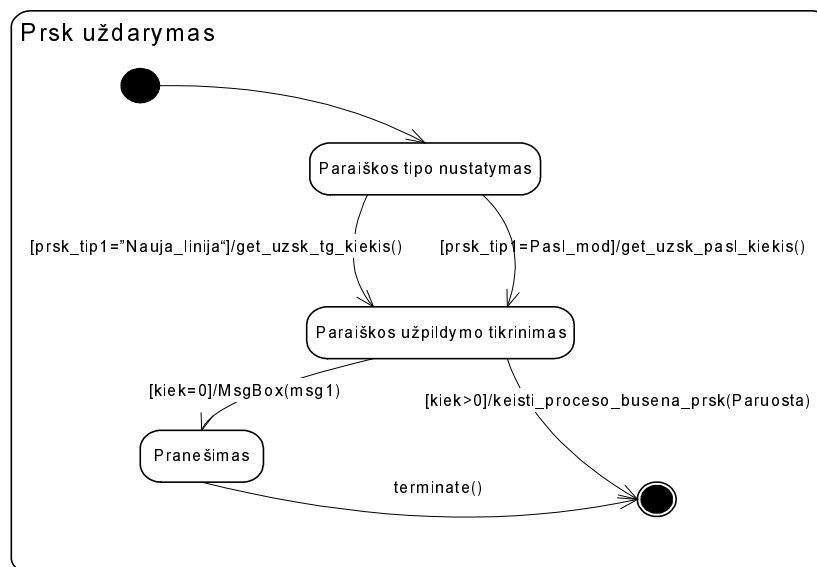 Prsk uždarymas
Paraiškos tipo nustatymas
[prsk_tip1=”Nauja_linija“]/get_uzsk_tg_kiekis()
[prsk_tip1=Pasl_mod]/get_uzsk_pasl_kiekis()
Paraiškos užpildymo tikrinimas
[kiek=0]/MsgBox(msg1)
[kiek>0]/keisti_proceso_busena_prsk(Paruosta)
Pranešimas
terminate()